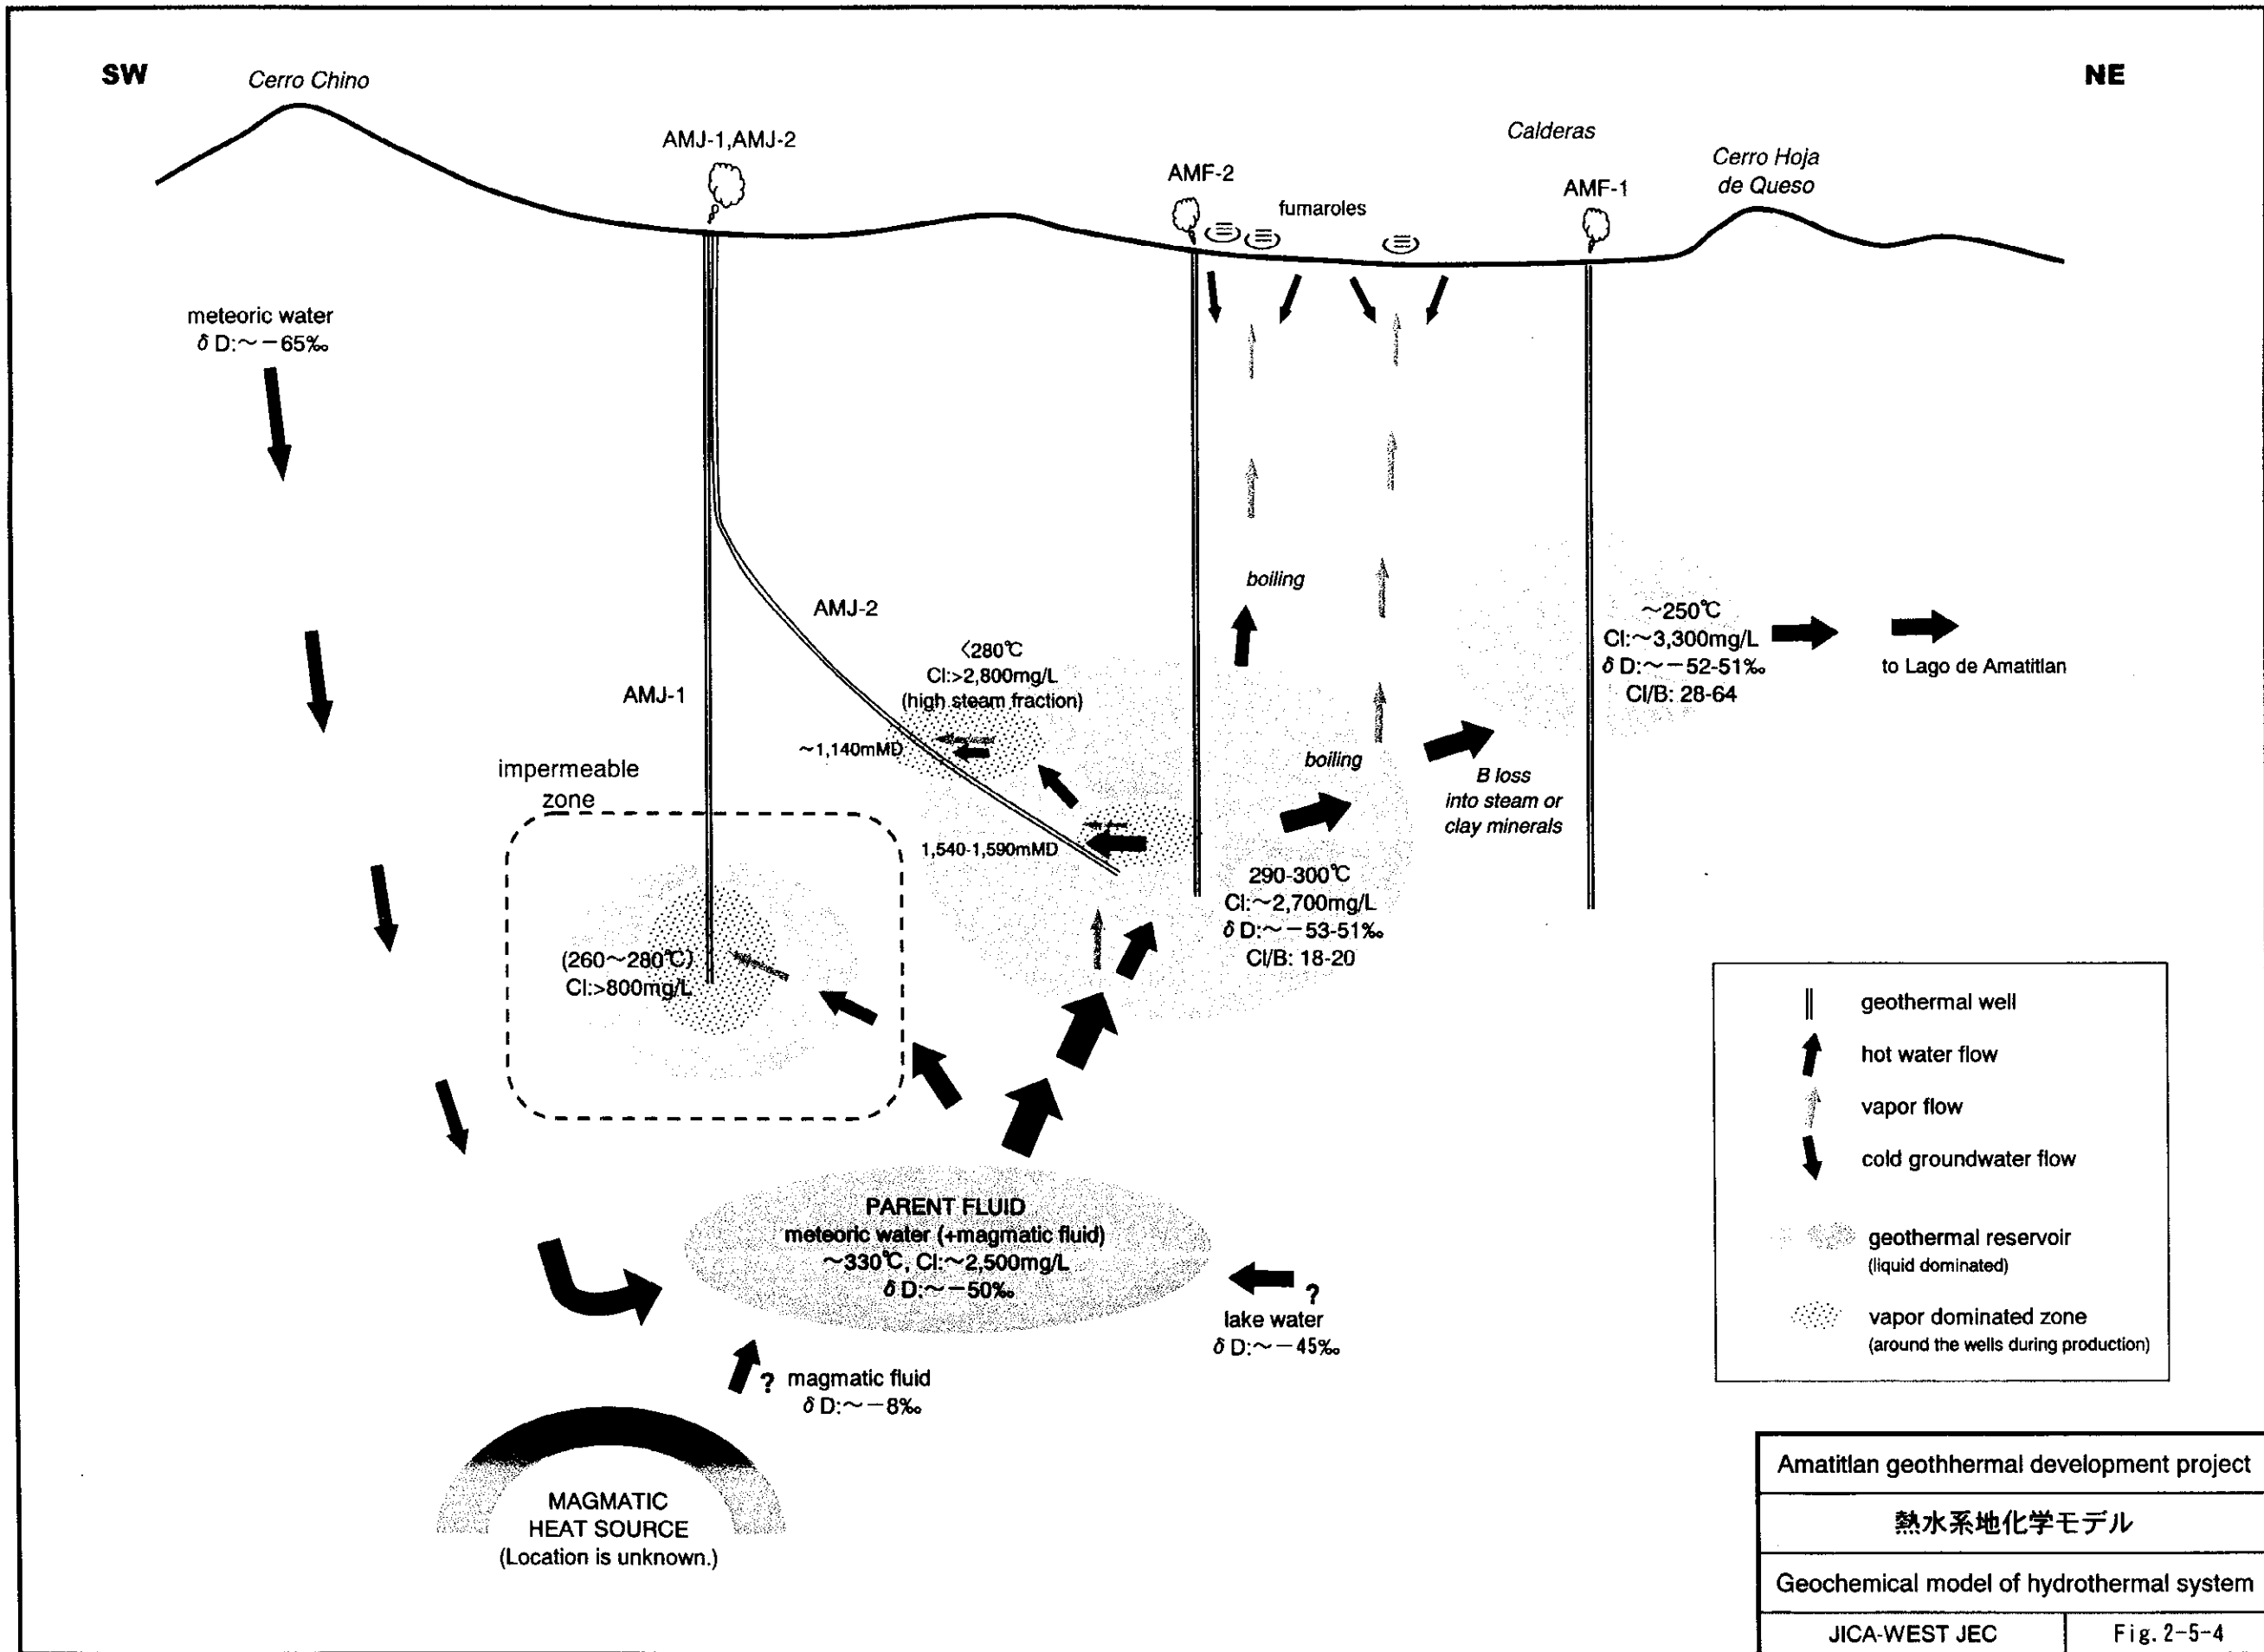 SW
NE
Cerro Chino
AMJ-1,AMJ-2
AMF-2
fumaroles
Calderas
AMF-1
Cerro Hoja
de Queso
meteoric water
δ D:〜−65‰
AMJ-2
AMJ-1
<280℃
Cl:>2,800mg/L
(high steam fraction)
〜1,140mMD
1,540-1,590mMD
boiling
boiling
〜250℃
Cl:〜3,300mg/L
δ D:〜−52-51‰
Cl/B: 28-64
to Lago de Amatitlan
B loss
into steam or
clay minerals
impermeable
zone
290-300℃
Cl:〜2,700mg/L
δ D:〜−53-51‰
Cl/B: 18-20
(260〜280℃)
Cl:>800mg/L
PARENT FLUID
meteoric water (+magmatic fluid)
〜330℃, Cl:〜2,500mg/L
δ D:〜−50‰
?
lake water
δ D:〜−45‰
? magmatic fluid
δ D:〜−8‰
MAGMATIC
HEAT SOURCE
(Location is unknown.)
geothermal well
hot water flow
vapor flow
cold groundwater flow
geothermal reservoir
(liquid dominated)
vapor dominated zone
(around the wells during production)
Amatitlan geothhermal development project
熱水系地化学モデル
Geochemical model of hydrothermal system
JICA-WEST JEC
Fig. 2-5-4